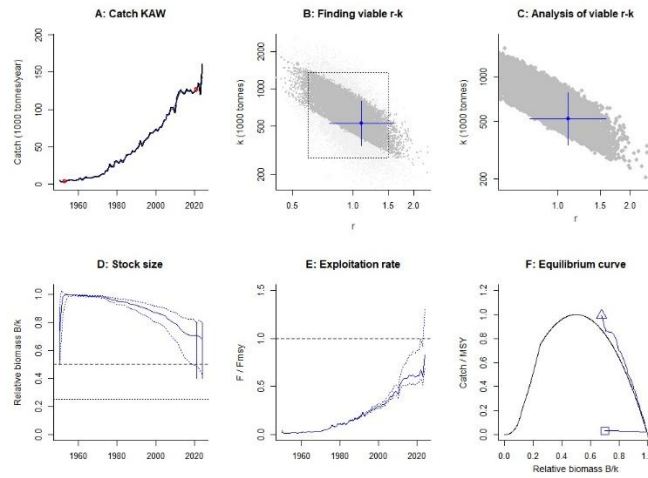 A: Catch KAW
B: Finding viable r-k
C: Analysis of viable r-k
Catch (1000 tonnes/year)
0 50 100 150 200
1960 1980 2000 2020
k (1000 tonnes)
200 500 1000 2000
0.5 1.0 2.0
r
k (1000 tonnes)
200 500 1000
1.0 1.5 2.0
r
D: Stock size
E: Exploitation rate
F: Equilibrium curve
Relative biomass B/k
0.0 0.2 0.4 0.6 0.8 1.0
1960 1980 2000 2020
F / Fmsy
0.0 0.5 1.0 1.5
1960 1980 2000 2020
Catch / MSY
0.0 0.2 0.4 0.6 0.8 1.0 1.2
0.0 0.2 0.4 0.6 0.8
Relative biomass B/k